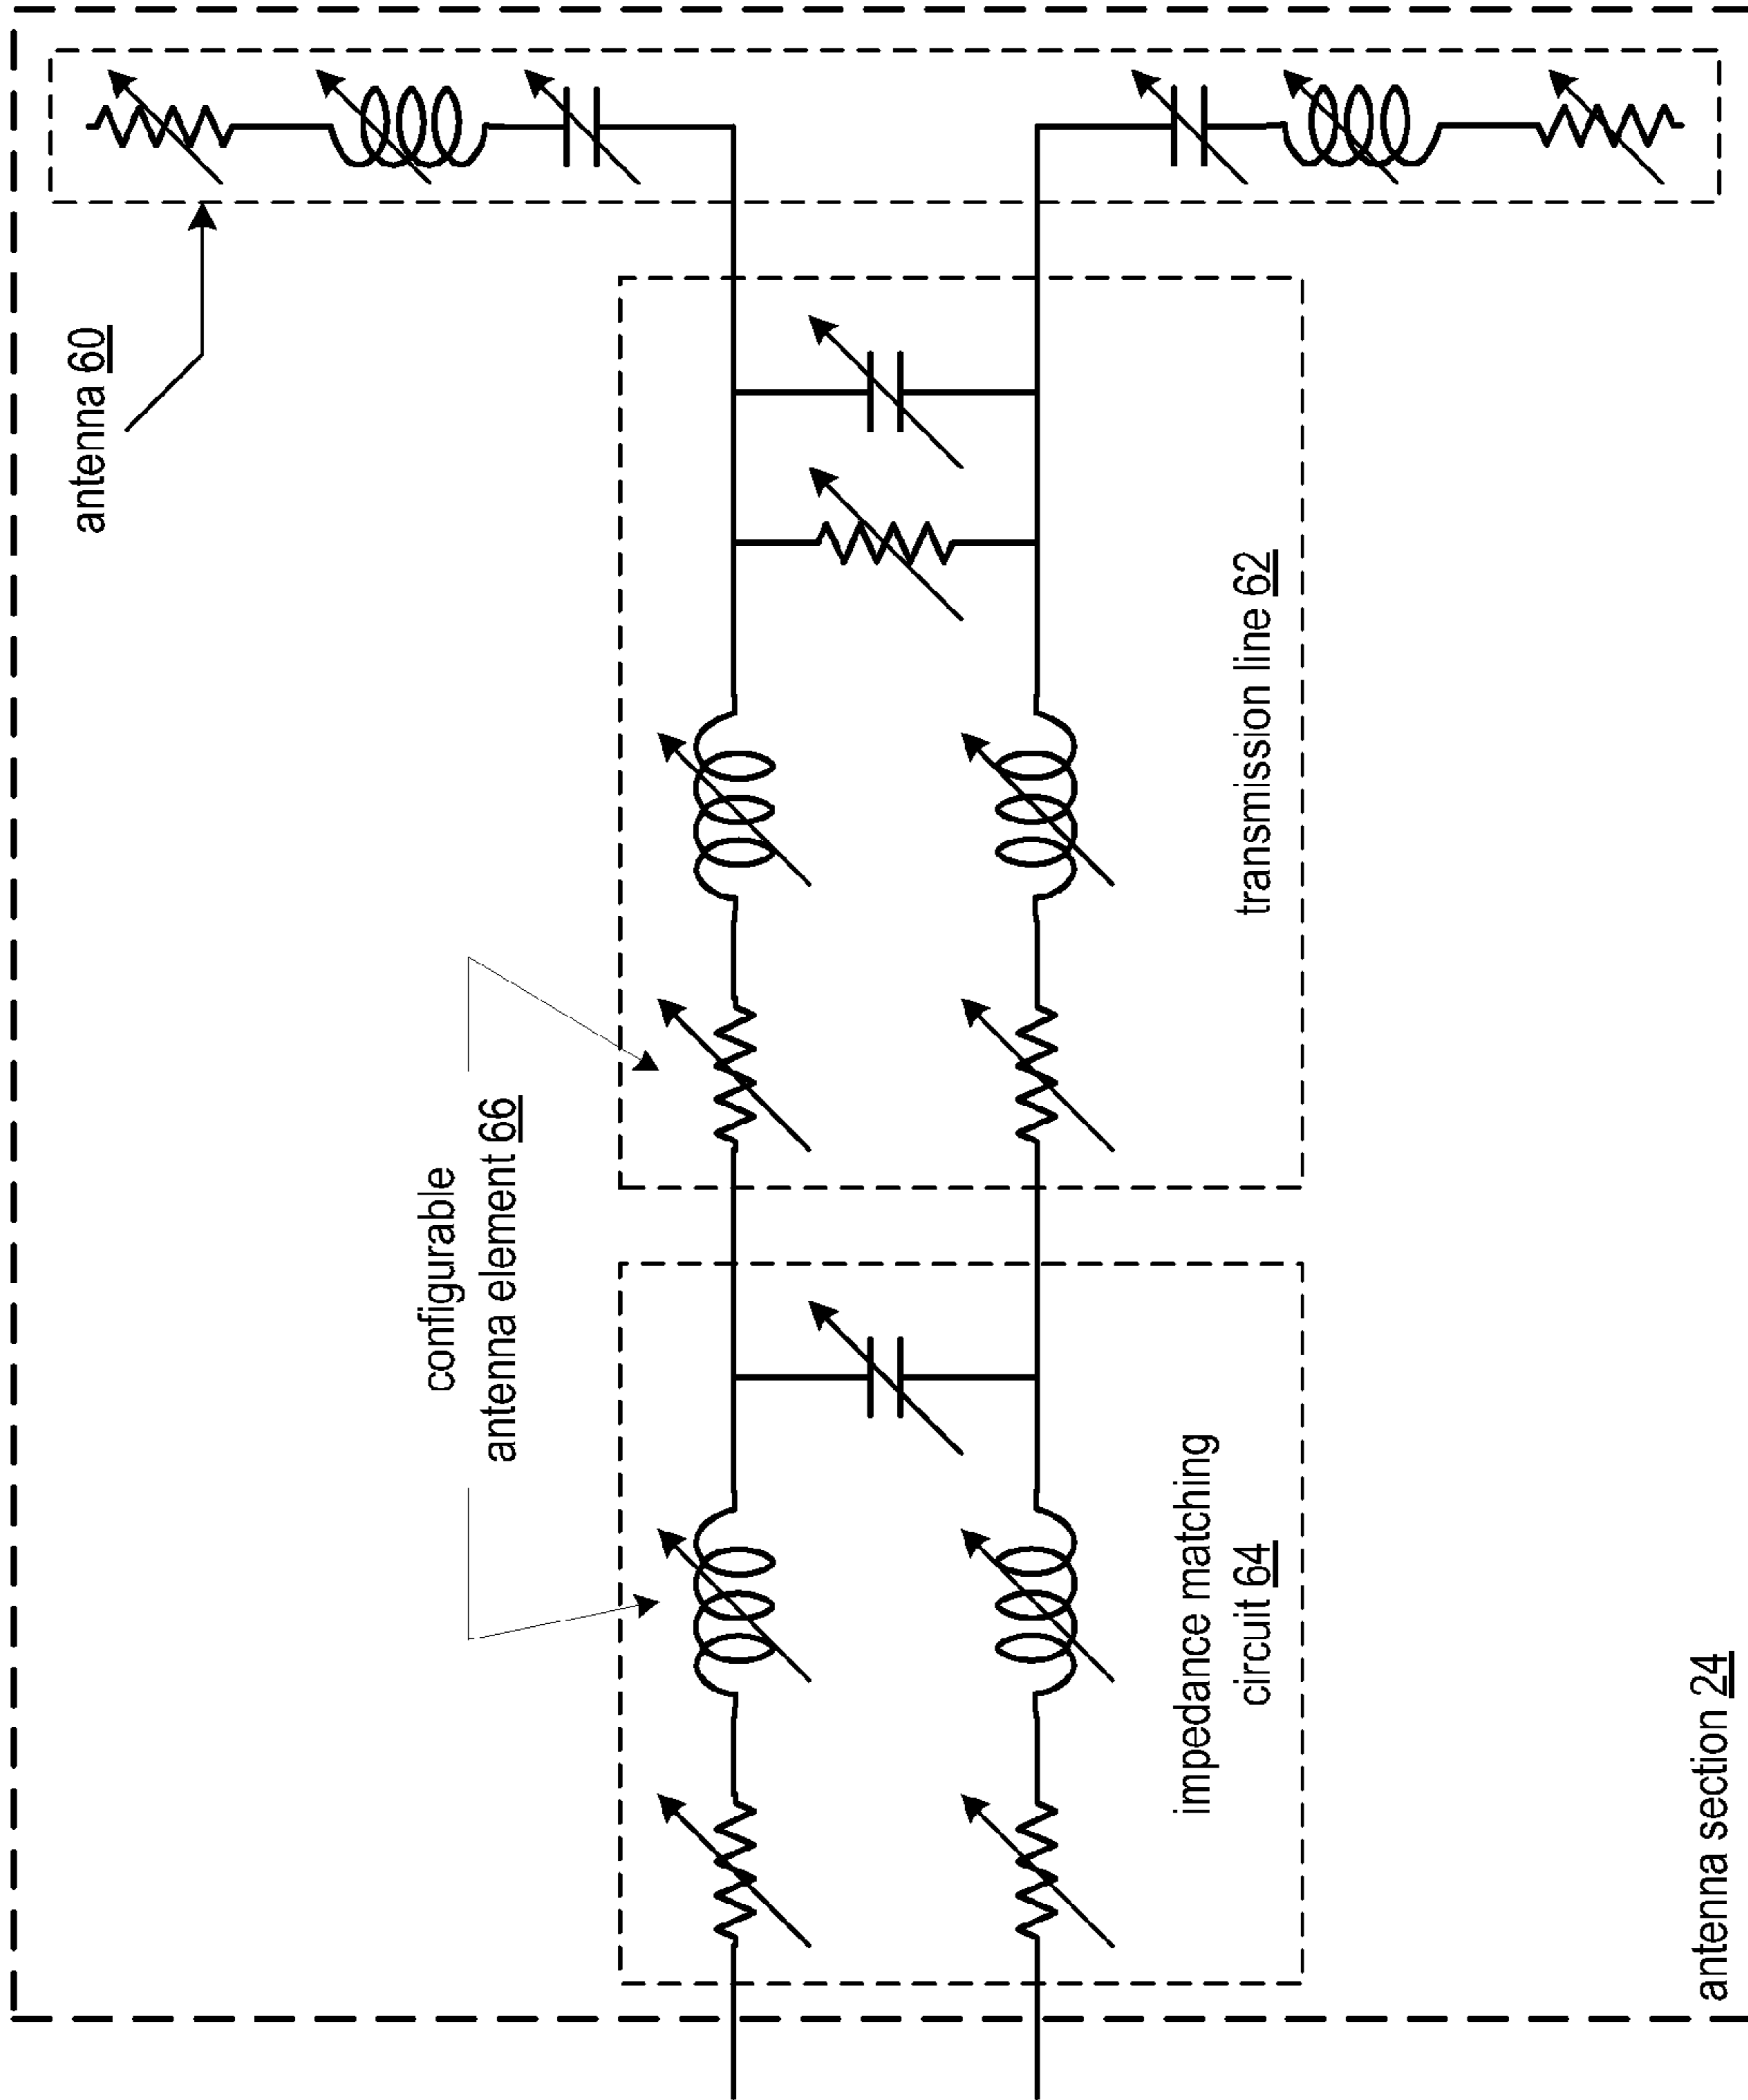 antenna 60
configurable
antenna element 66
transmission line 62
impedance matching
circuit 64
antenna section 24